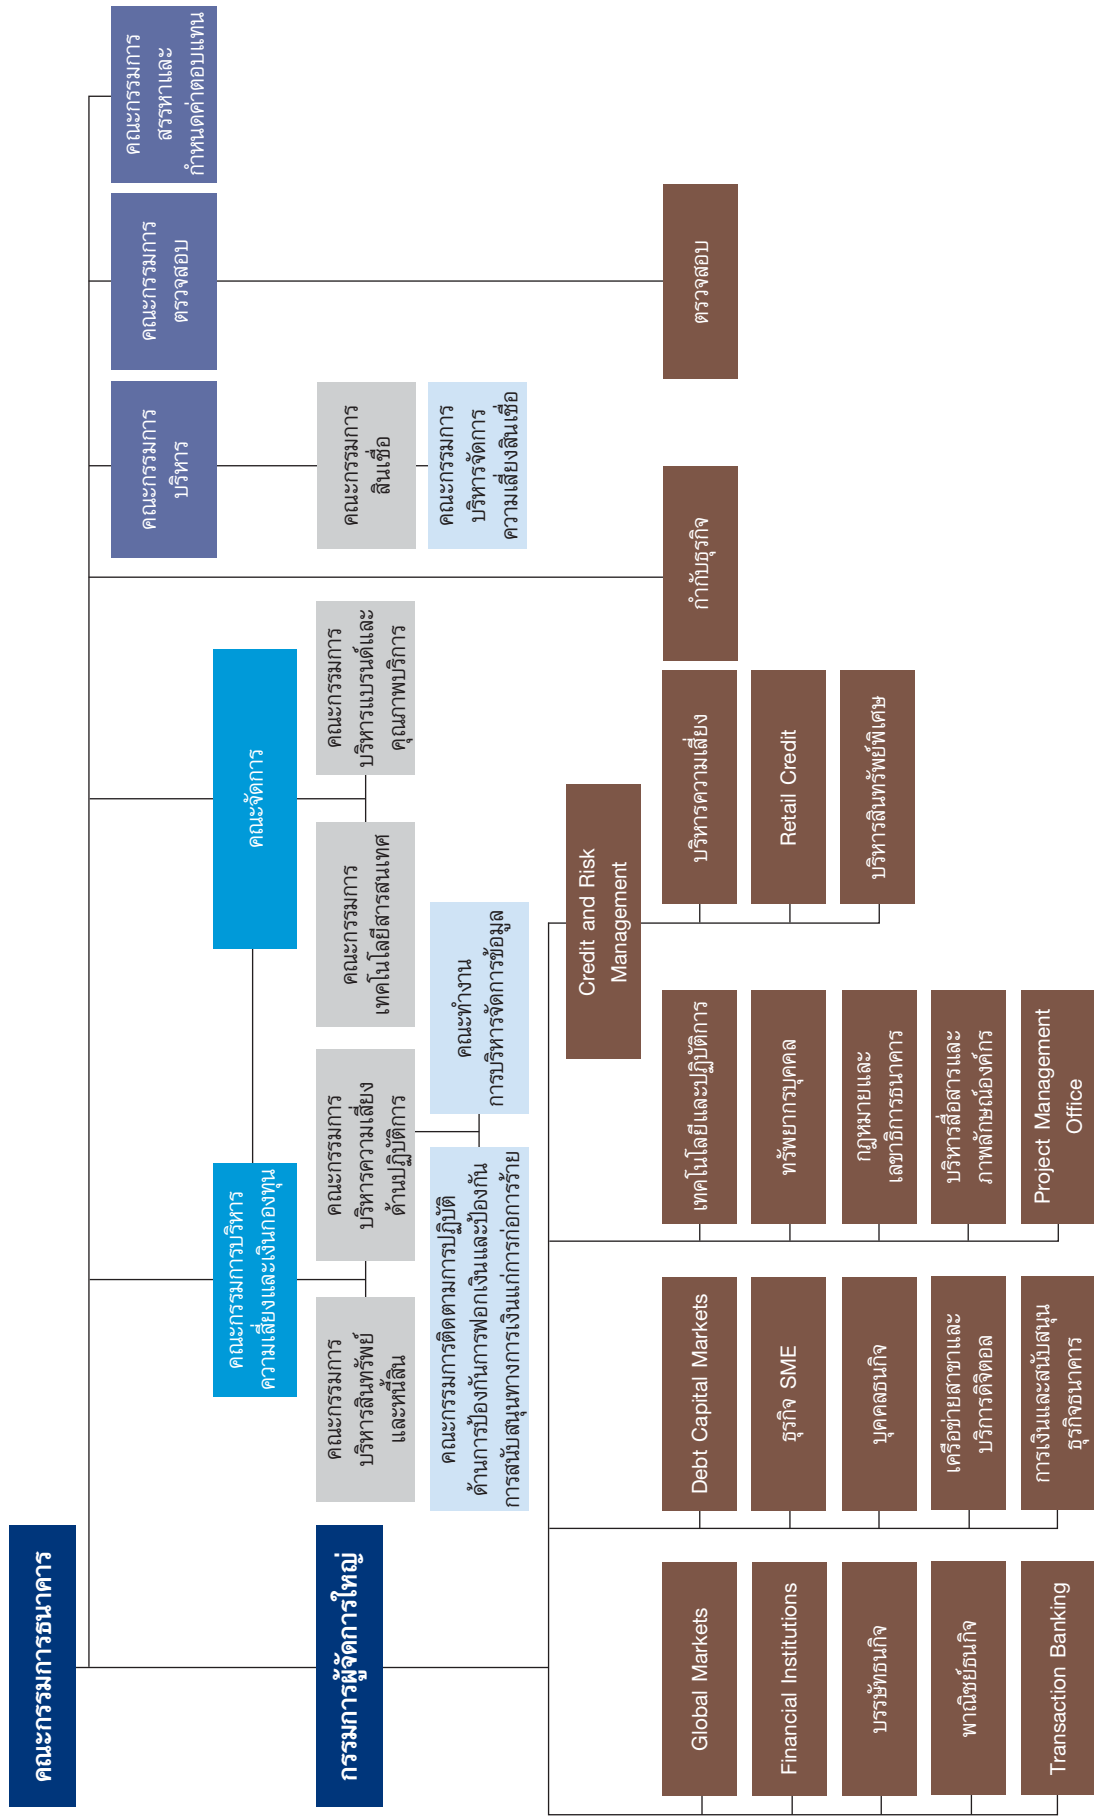 คณะกรรมการธนาคาร
คณะกรรมการ
สรรหาและ
กำหนดค่าตอบแทน
คณะกรรมการ
ตรวจสอบ
คณะกรรมการ
บริหาร
คณะจัดการ
คณะกรรมการบริหาร
ความเสี่ยงและเงินกองทุน
กรรมการผู้จัดการใหญ่
คณะกรรมการ
บริหารสินทรัพย์
และหนี้สิน
คณะกรรมการ
บริหารความเสี่ยง
ด้านปฏิบัติการ
คณะกรรมการ
เทคโนโลยีสารสนเทศ
คณะกรรมการ
บริหารแบรนด์และ
คุณภาพบริการ
คณะกรรมการ
สินเชื่อ
คณะกรรมการติดตามการปฏิบัติ
ด้านการป้องกันการฟอกเงินและป้องกัน
การสนับสนุนทางการเงินแก่การก่อการร้าย
คณะทำงาน
การบริหารจัดการข้อมูล
คณะกรรมการ
บริหารจัดการ
ความเสี่ยงสินเชื่อ
Credit and Risk
Management
Global Markets
Financial Institutions
บรรษัทธนกิจ
พาณิชย์ธนกิจ
Transaction Banking
Debt Capital Markets
ธุรกิจ SME
บุคคลธนกิจ
เครือข่ายสาขาและ
บริการดิจิตอล
การเงินและสนับสนุน
ธุรกิจธนาคาร
เทคโนโลยีและปฏิบัติการ
ทรัพยากรบุคคล
กฎหมายและ
เลขาธิการธนาคาร
บริหารสื่อสารและ
ภาพลักษณ์องค์กร
Project Management
Office
บริหารความเสี่ยง
Retail Credit
บริหารสินทรัพย์พิเศษ
กำกับธุรกิจ
ตรวจสอบ